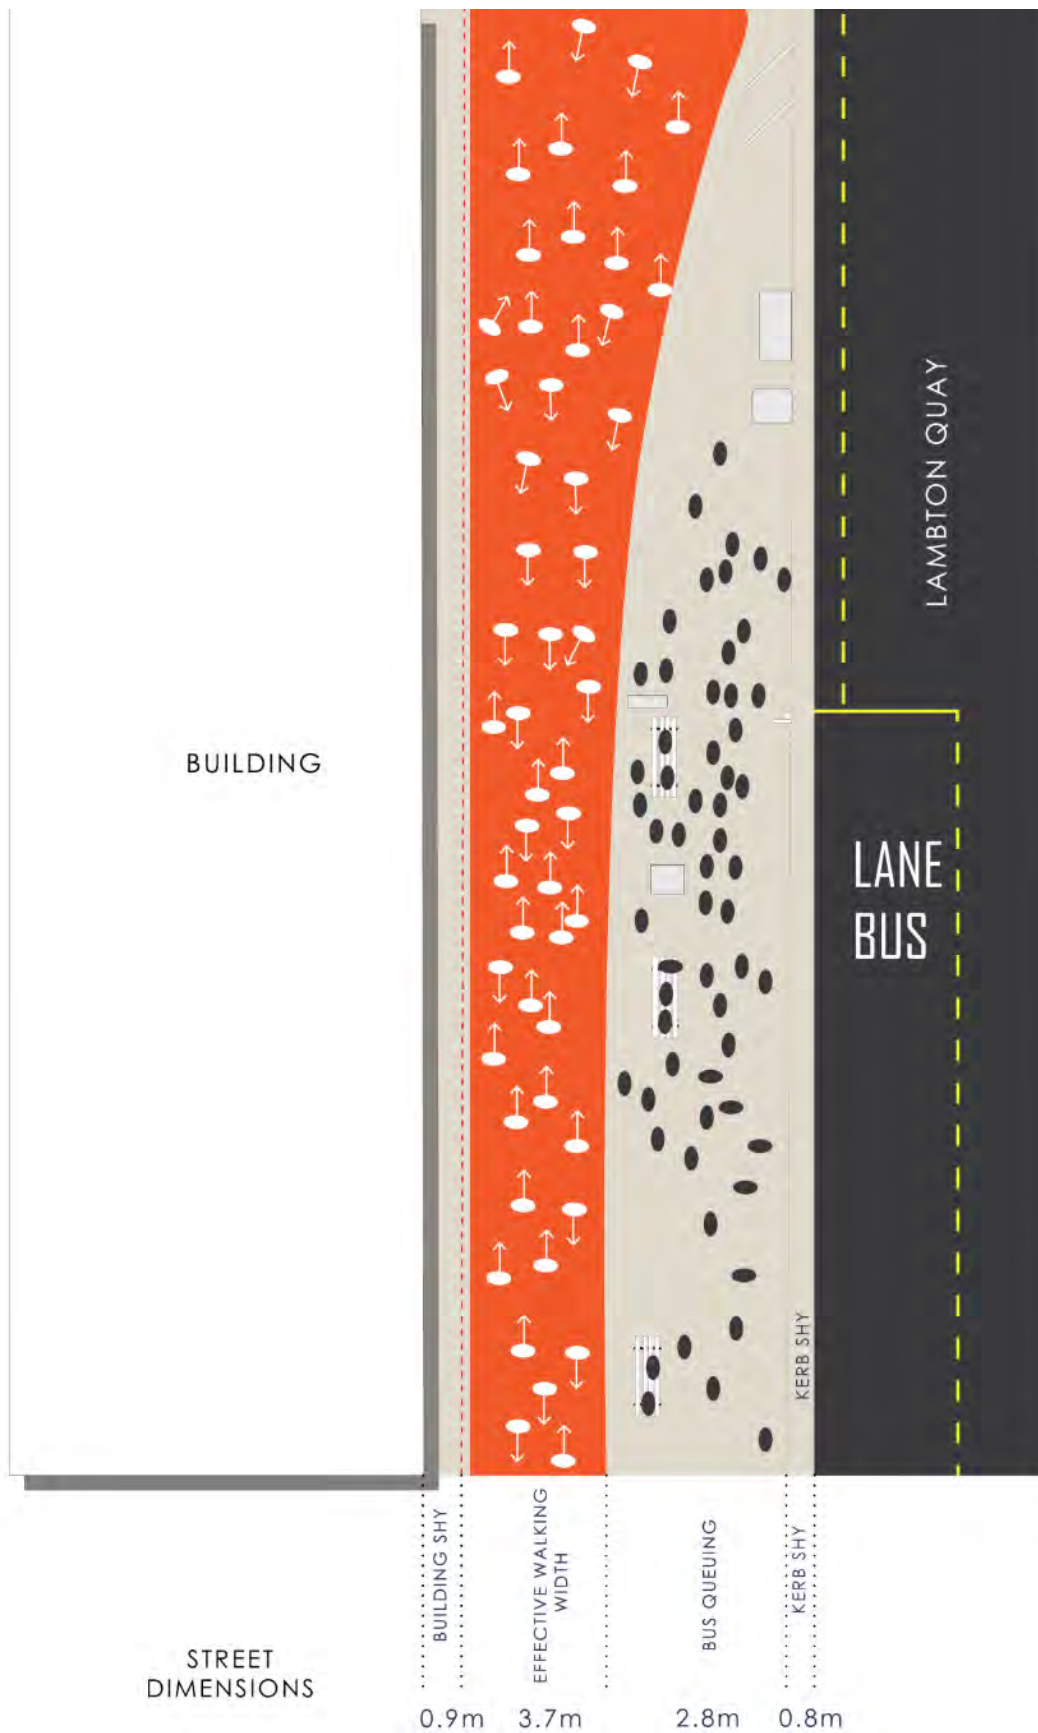 LAMBTON QUAY
BUILDING
LANE
BUS
KERB SHY
BUILDING SHY
EFFECTIVE WALKING
WIDTH
BUS QUEUING
KERB SHY
STREET
DIMENSIONS
0.9m 3.7m 2.8m 0.8m